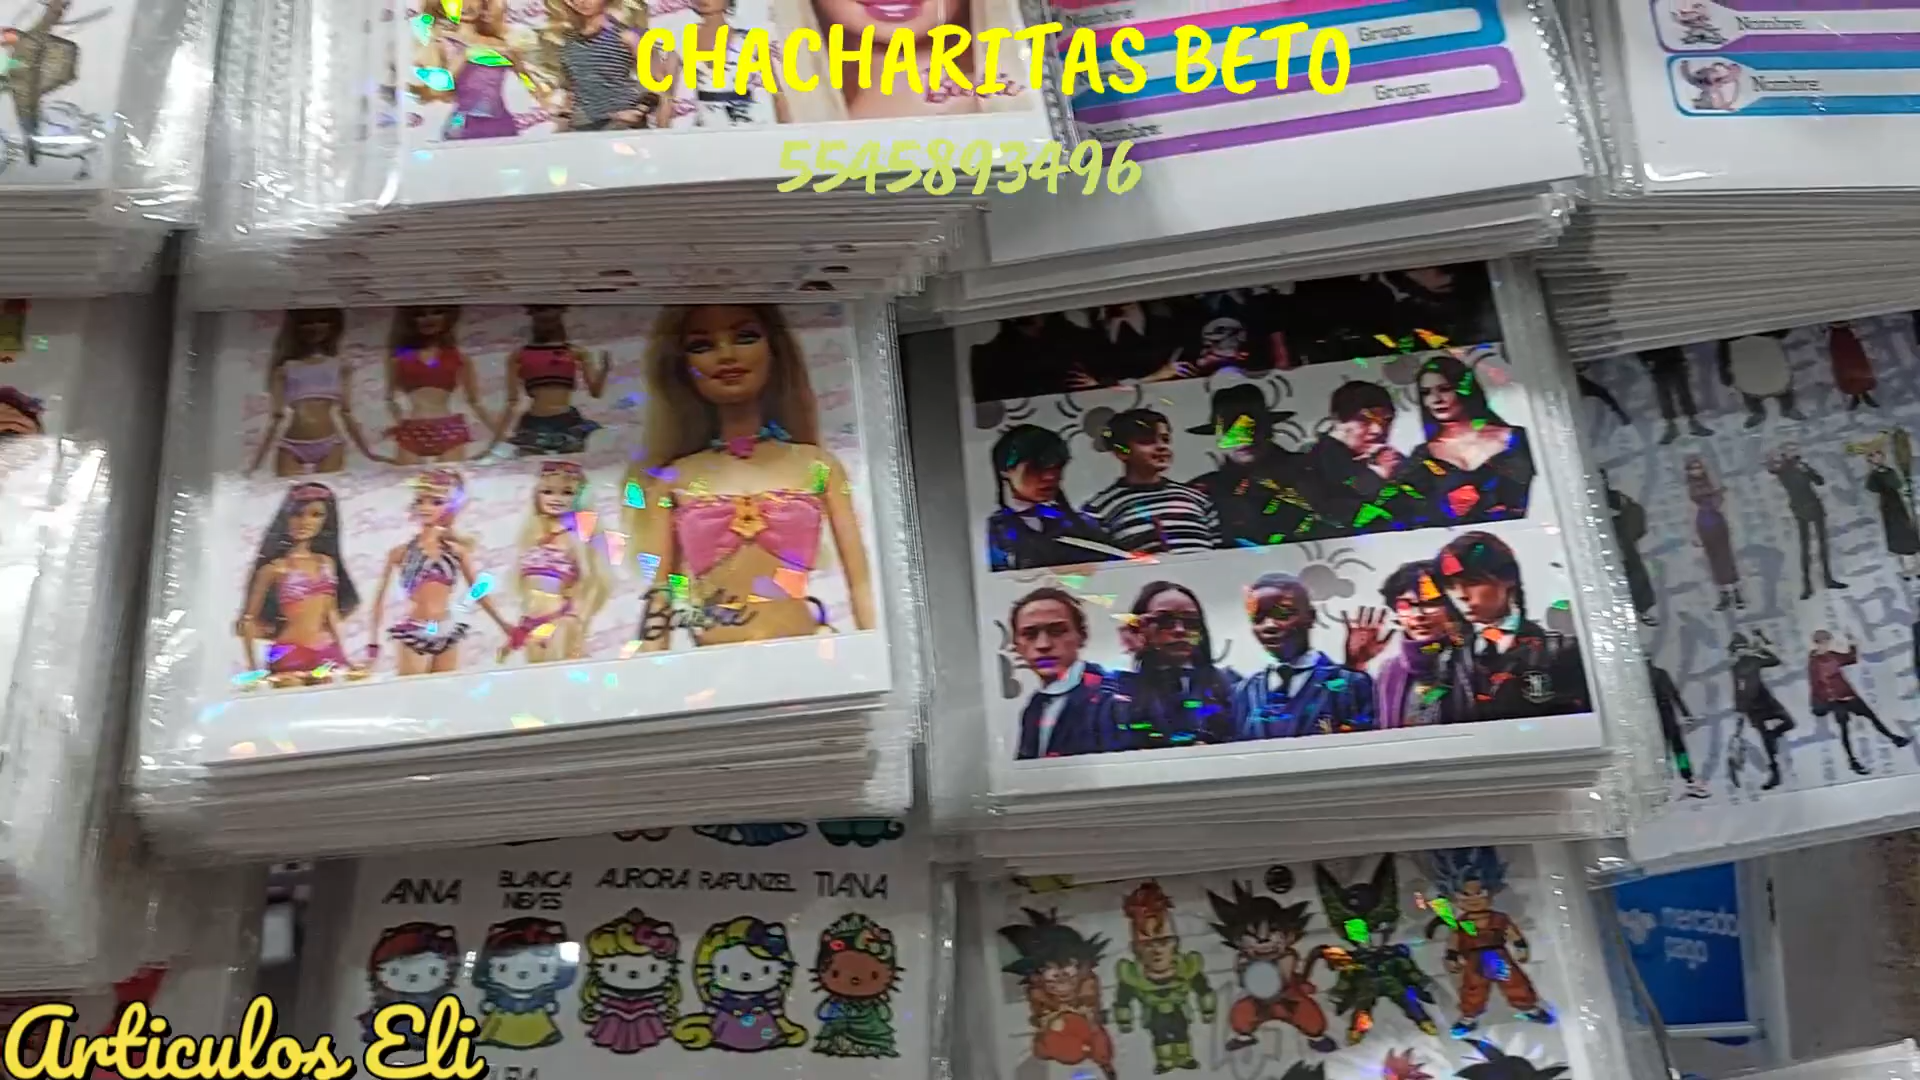 CHACHARITAS BETO
5545893496
Nombre:
Grupo:
Grupo:
Nombre:
Nombre:
Nombre:
Barbie
ANNA
BLANCA
NIEVES
AURORA
RAPUNZEL
TIANA
mercado
pago
Articulos Eli